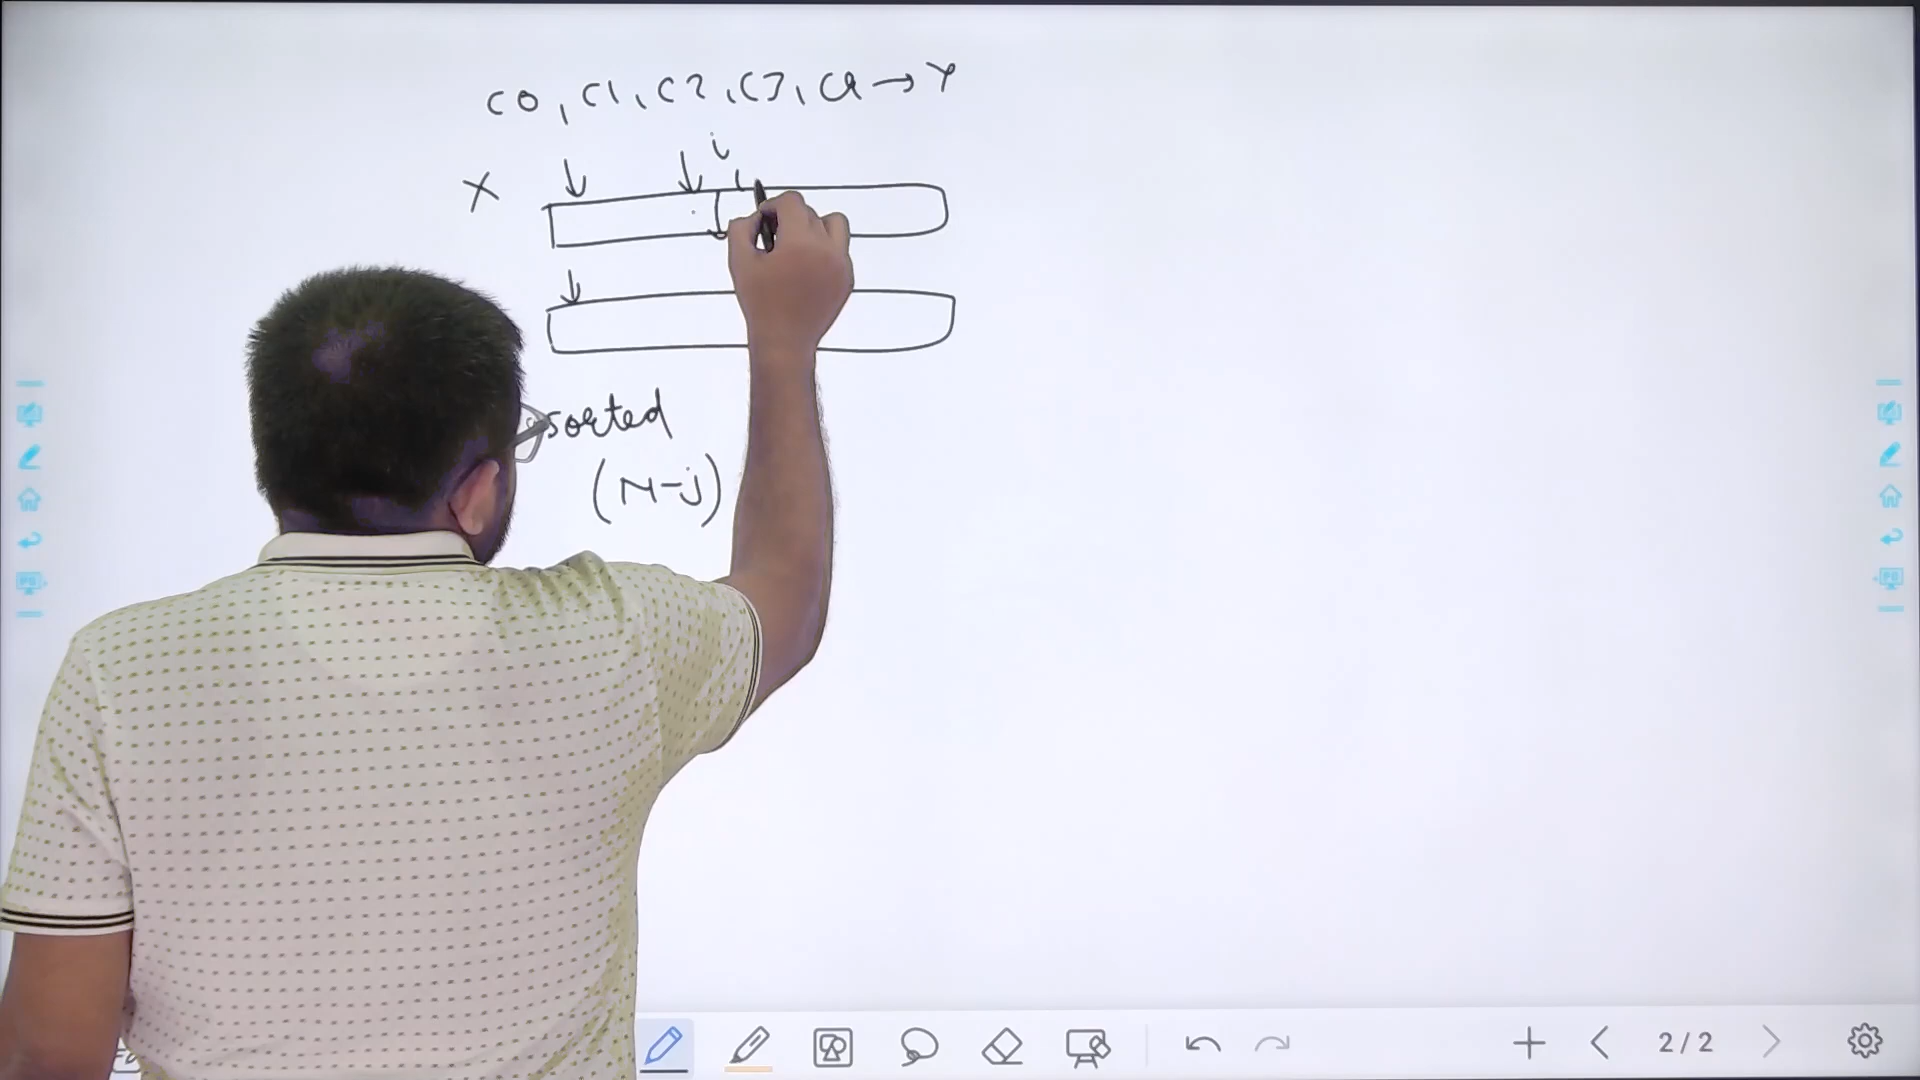 C0, C1, C2, C3, C4 → Y
i
X
sorted
(N-j)
2/2